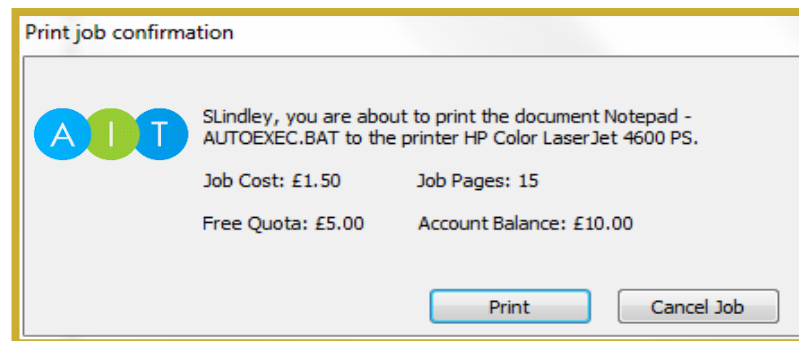 Print job confirmation
SLindley, you are about to print the document Notepad -
AUTOEXEC.BAT to the printer HP Color LaserJet 4600 PS.
AIT
Job Cost: £1.50 Job Pages: 15
Free Quota: £5.00 Account Balance: £10.00
Print Cancel Job